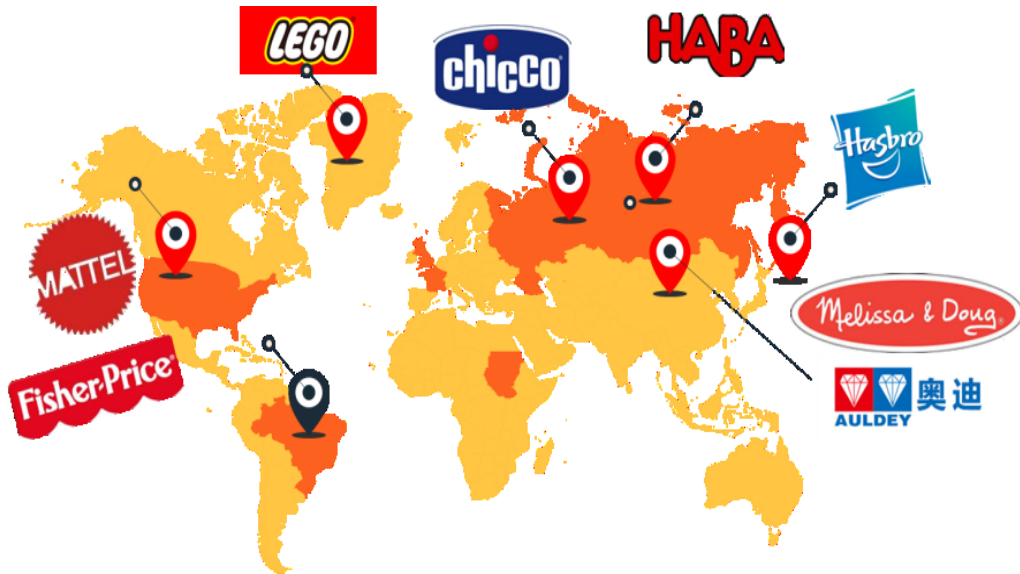 LEGO
chicco
HABA
Hasbro
MATTEL
Fisher-Price
Melissa & Doug
AULDEY 奥迪